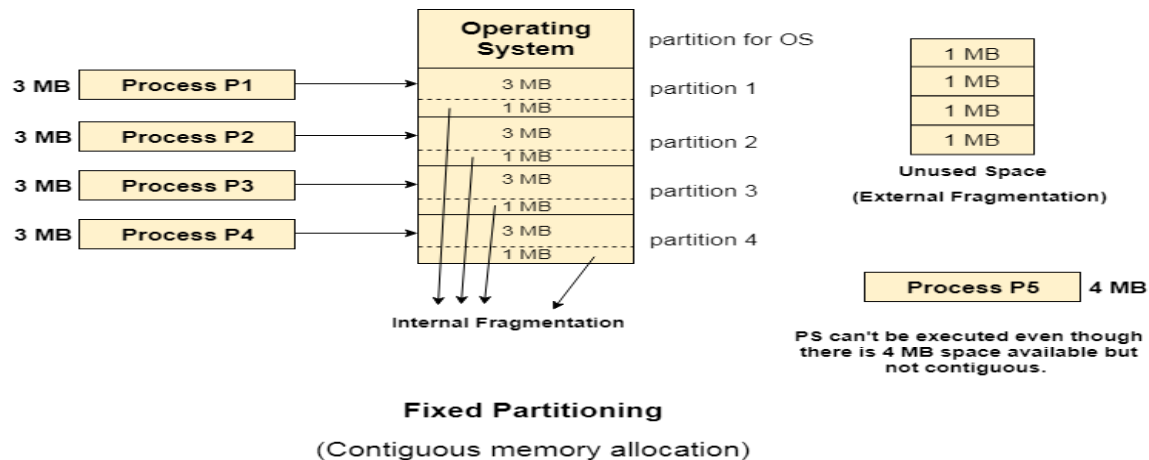 Operating
System
partition for OS
3 MB
Process P1
3 MB
1 MB
partition 1
3 MB
Process P2
3 MB
1 MB
partition 2
3 MB
Process P3
3 MB
1 MB
partition 3
3 MB
Process P4
3 MB
1 MB
partition 4
Internal Fragmentation
1 MB
1 MB
1 MB
1 MB
Unused Space
(External Fragmentation)
Process P5
4 MB
PS can't be executed even though
there is 4 MB space available but
not contiguous.
Fixed Partitioning
(Contiguous memory allocation)